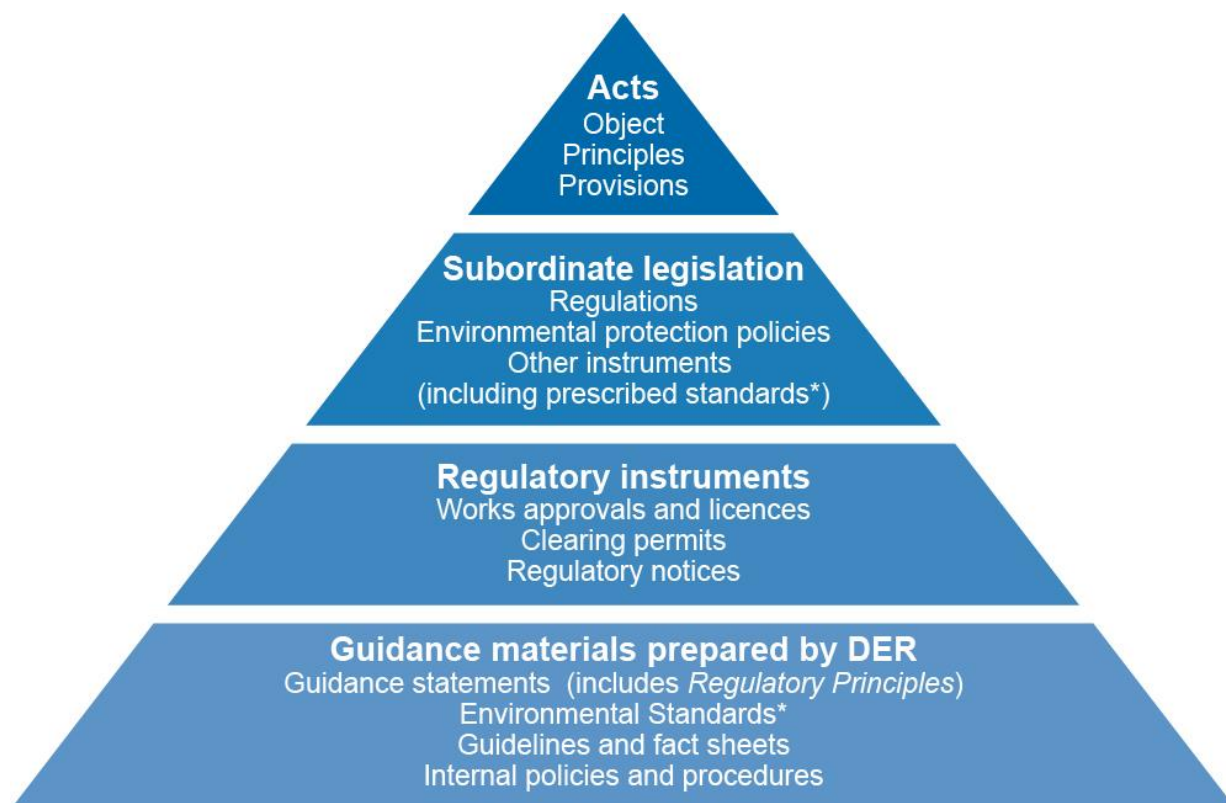 Acts
Object
Principles
Provisions
Subordinate legislation
Regulations
Environmental protection policies
Other instruments
(including prescribed standards*)
Regulatory instruments
Works approvals and licences
Clearing permits
Regulatory notices
Guidance materials prepared by DER
Guidance statements  (includes Regulatory Principles)
Environmental Standards*
Guidelines and fact sheets
Internal policies and procedures